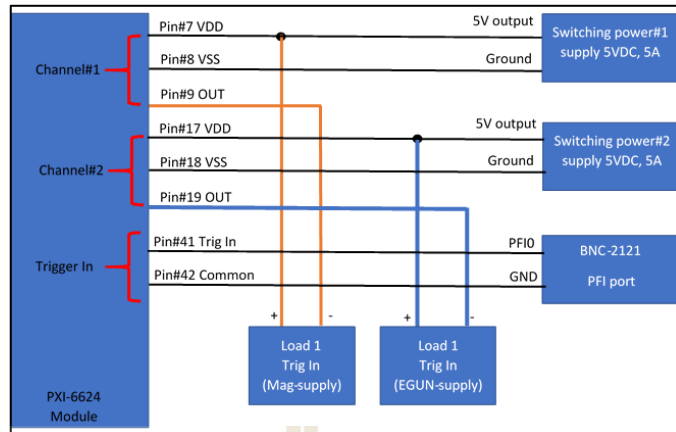 Pin#7 VDD
5V output
Switching power#1
supply 5VDC, 5A
Channel#1
Pin#8 VSS
Ground
Pin#9 OUT
Pin#17 VDD
5V output
Switching power#2
supply 5VDC, 5A
Channel#2
Pin#18 VSS
Ground
Pin#19 OUT
Trigger In
Pin#41 Trig In
PFI0
BNC-2121
PFI port
Pin#42 Common
GND
+
-
+
-
Load 1
Trig In
(Mag-supply)
Load 1
Trig In
(EGUN-supply)
PXI-6624
Module